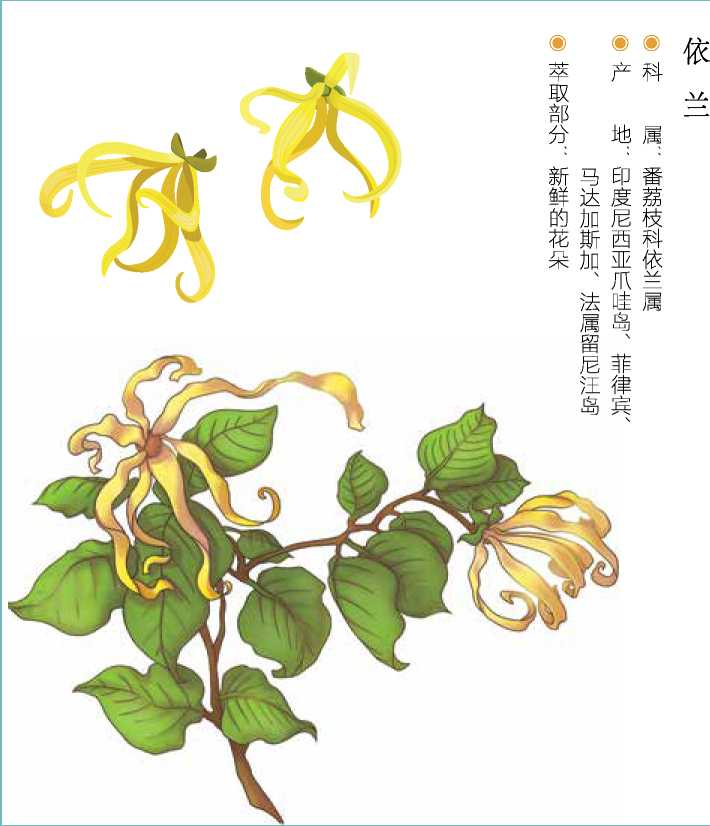 依兰
科属：番荔枝科依兰属
产地：印度尼西亚爪哇岛、菲律宾、
马达加斯加、法属留尼汪岛
萃取部分：新鲜的花朵